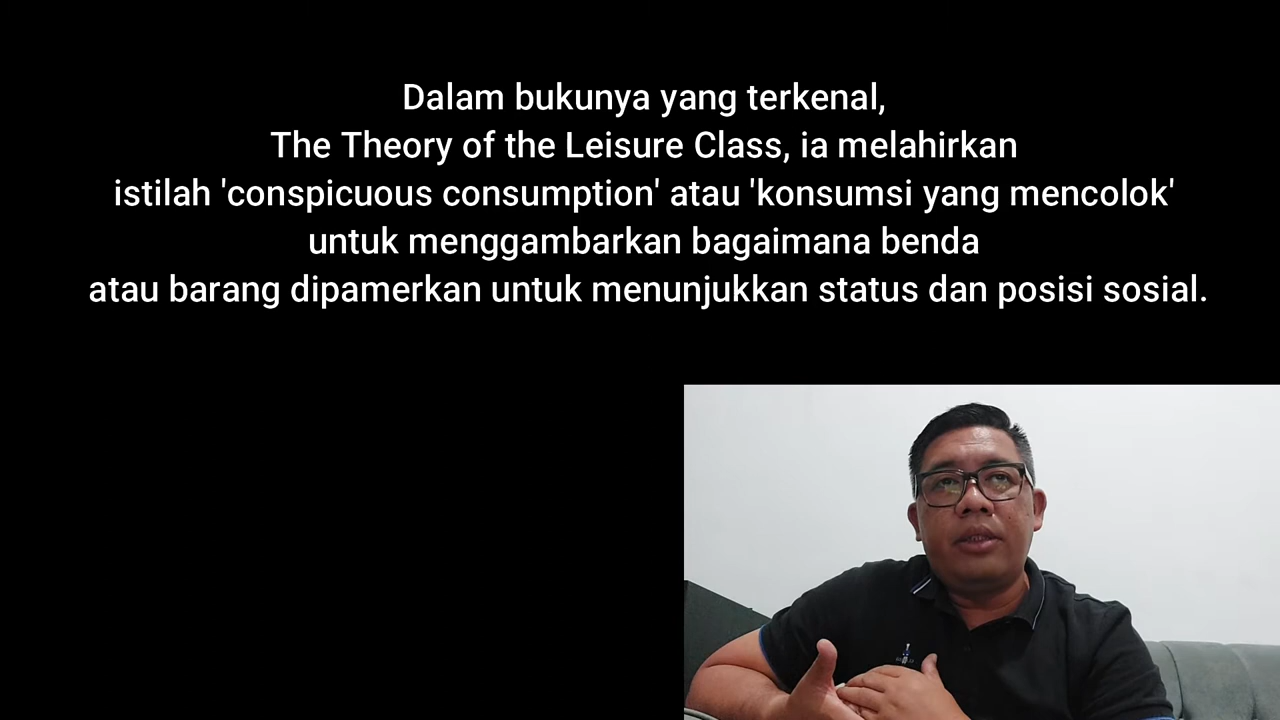 Dalam bukunya yang terkenal,
The Theory of the Leisure Class, ia melahirkan
istilah 'conspicuous consumption' atau 'konsumsi yang mencolok'
untuk menggambarkan bagaimana benda
atau barang dipamerkan untuk menunjukkan status dan posisi sosial.